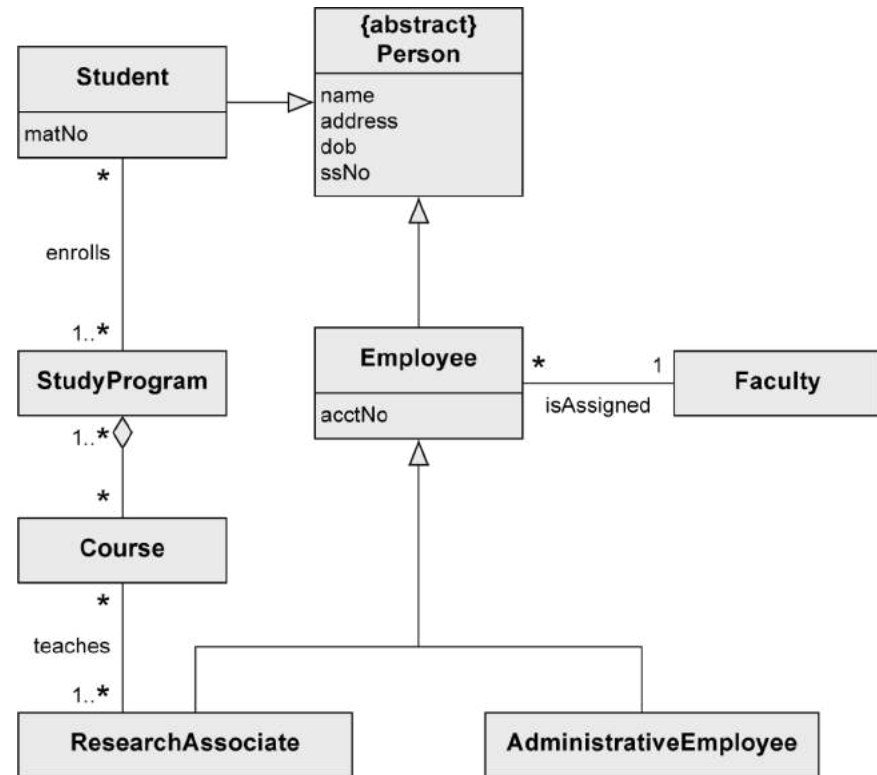 {abstract}
Person
name
address
dob
ssNo
Student
matNo
*
enrolls
1..*
StudyProgram
1..*
*
Course
*
teaches
1..*
ResearchAssociate
Employee
acctNo
*
1
isAssigned
Faculty
AdministrativeEmployee